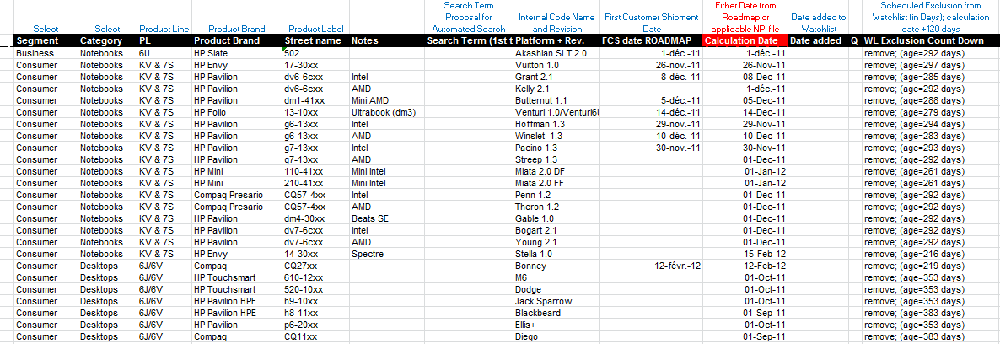 Select Select Product Line Product Brand Product Label Search Term Proposal for Automated Search Internal Code Name and Revision First Customer Shipment Date Either Date from Roadmap or applicable NPI file Date added to Watchlist Scheduled Exclusion from Watchlist (in Days); calculation date +120 days
Segment Category PL Product Brand Street name Notes Search Term (1st t Platform + Rev. FCS date ROADMAP Calculation Date Date added Q WL Exclusion Count Down
Business Notebooks 6U HP Slate 502 Akashian SLT 2.0 1-déc.-11 1-déc.-11 remove; (age=292 days)
Consumer Notebooks KV & 7S HP Envy 17-30xx Vuitton 1.0 26-nov.-11 26-Nov-11 remove; (age=297 days)
Consumer Notebooks KV & 7S HP Pavilion dv6-6cxx Intel Grant 2.1 8-déc.-11 08-Dec-11 remove; (age=285 days)
Consumer Notebooks KV & 7S HP Pavilion dv6-6cxx AMD Kelly 2.1 1-déc.-11 remove; (age=292 days)
Consumer Notebooks KV & 7S HP Pavilion dm1-41xx Mini AMD Butternut 1.1 5-déc.-11 05-Dec-11 remove; (age=288 days)
Consumer Notebooks KV & 7S HP Folio 13-10xx Ultrabook (dm3) Venturi 1.0/Venturi6U 14-déc.-11 14-Dec-11 remove; (age=279 days)
Consumer Notebooks KV & 7S HP Pavilion g6-13xx Intel Hoffman 1.3 29-nov.-11 29-Nov-11 remove; (age=294 days)
Consumer Notebooks KV & 7S HP Pavilion g6-13xx AMD Winslet 1.3 10-déc.-11 10-Dec-11 remove; (age=283 days)
Consumer Notebooks KV & 7S HP Pavilion g7-13xx Intel Pacino 1.3 30-nov.-11 30-Nov-11 remove; (age=293 days)
Consumer Notebooks KV & 7S HP Pavilion g7-13xx AMD Streep 1.3 01-Dec-11 remove; (age=292 days)
Consumer Notebooks KV & 7S HP Mini 110-41xx Mini Intel Miata 2.0 DF 01-Jan-12 remove; (age=261 days)
Consumer Notebooks KV & 7S HP Mini 210-41xx Mini Intel Miata 2.0 FF 01-Jan-12 remove; (age=261 days)
Consumer Notebooks KV & 7S Compaq Presario CQ57-4xx Intel Penn 1.2 01-Dec-11 remove; (age=292 days)
Consumer Notebooks KV & 7S Compaq Presario CQ57-4xx AMD Theron 1.2 01-Dec-11 remove; (age=292 days)
Consumer Notebooks KV & 7S HP Pavilion dm4-30xx Beats SE Gable 1.0 01-Dec-11 remove; (age=292 days)
Consumer Notebooks KV & 7S HP Pavilion dv7-6cxx Intel Bogart 2.1 01-Dec-11 remove; (age=292 days)
Consumer Notebooks KV & 7S HP Pavilion dv7-6cxx AMD Young 2.1 01-Dec-11 remove; (age=292 days)
Consumer Notebooks KV & 7S HP Envy 14-30xx Spectre Stella 1.0 15-Feb-12 remove; (age=216 days)
Consumer Desktops 6J/6V Compaq CQ27xx Bonney 12-févr.-12 12-Feb-12 remove; (age=219 days)
Consumer Desktops 6J/6V HP Touchsmart 610-12xx M6 01-Oct-11 remove; (age=353 days)
Consumer Desktops 6J/6V HP Touchsmart 520-10xx Dodge 01-Oct-11 remove; (age=353 days)
Consumer Desktops 6J/6V HP Pavilion HPE h9-10xx Jack Sparrow 01-Oct-11 remove; (age=353 days)
Consumer Desktops 6J/6V HP Pavilion HPE h8-11xx Blackbeard 01-Sep-11 remove; (age=383 days)
Consumer Desktops 6J/6V HP Pavilion p6-20xx Ellis+ 01-Oct-11 remove; (age=353 days)
Consumer Desktops 6J/6V Compaq CQ11xx Diego 01-Sep-11 remove; (age=383 days)